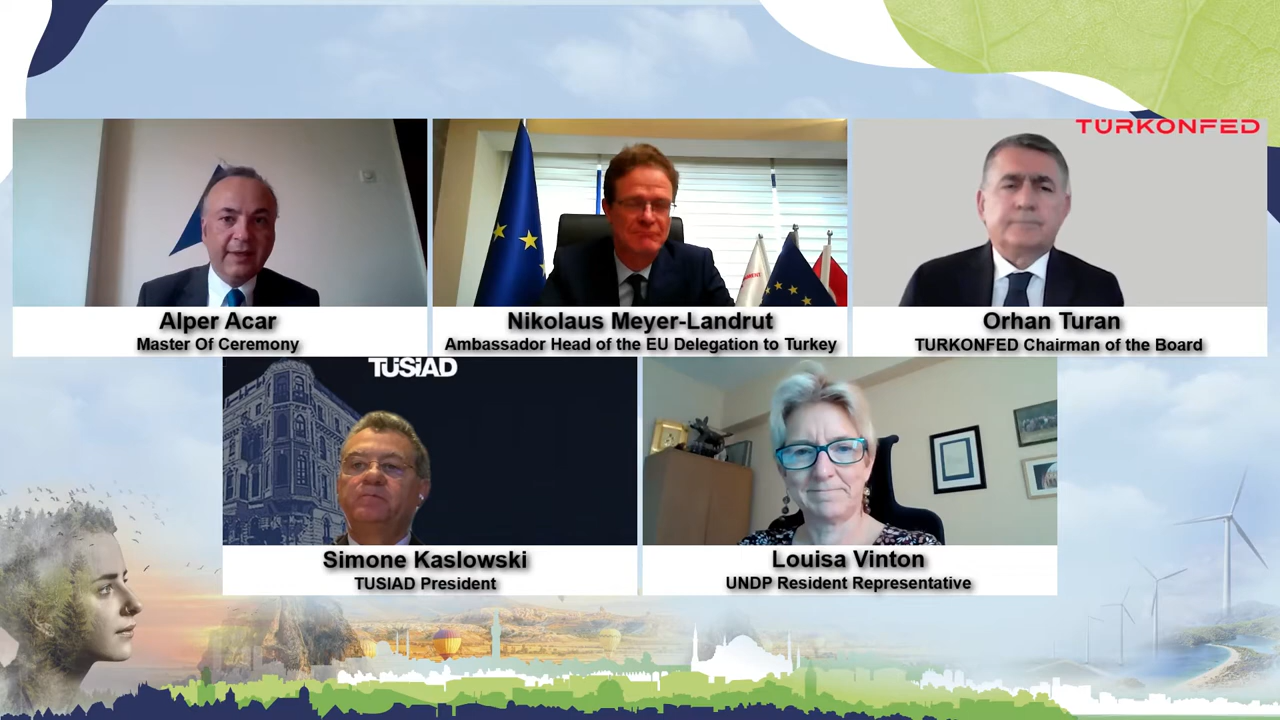 TÜRKONFED
Alper Acar
Master Of Ceremony
Nikolaus Meyer-Landrut
Ambassador Head of the EU Delegation to Turkey
Orhan Turan
TURKONFED Chairman of the Board
TÜSİAD
Simone Kaslowski
TUSIAD President
Louisa Vinton
UNDP Resident Representative